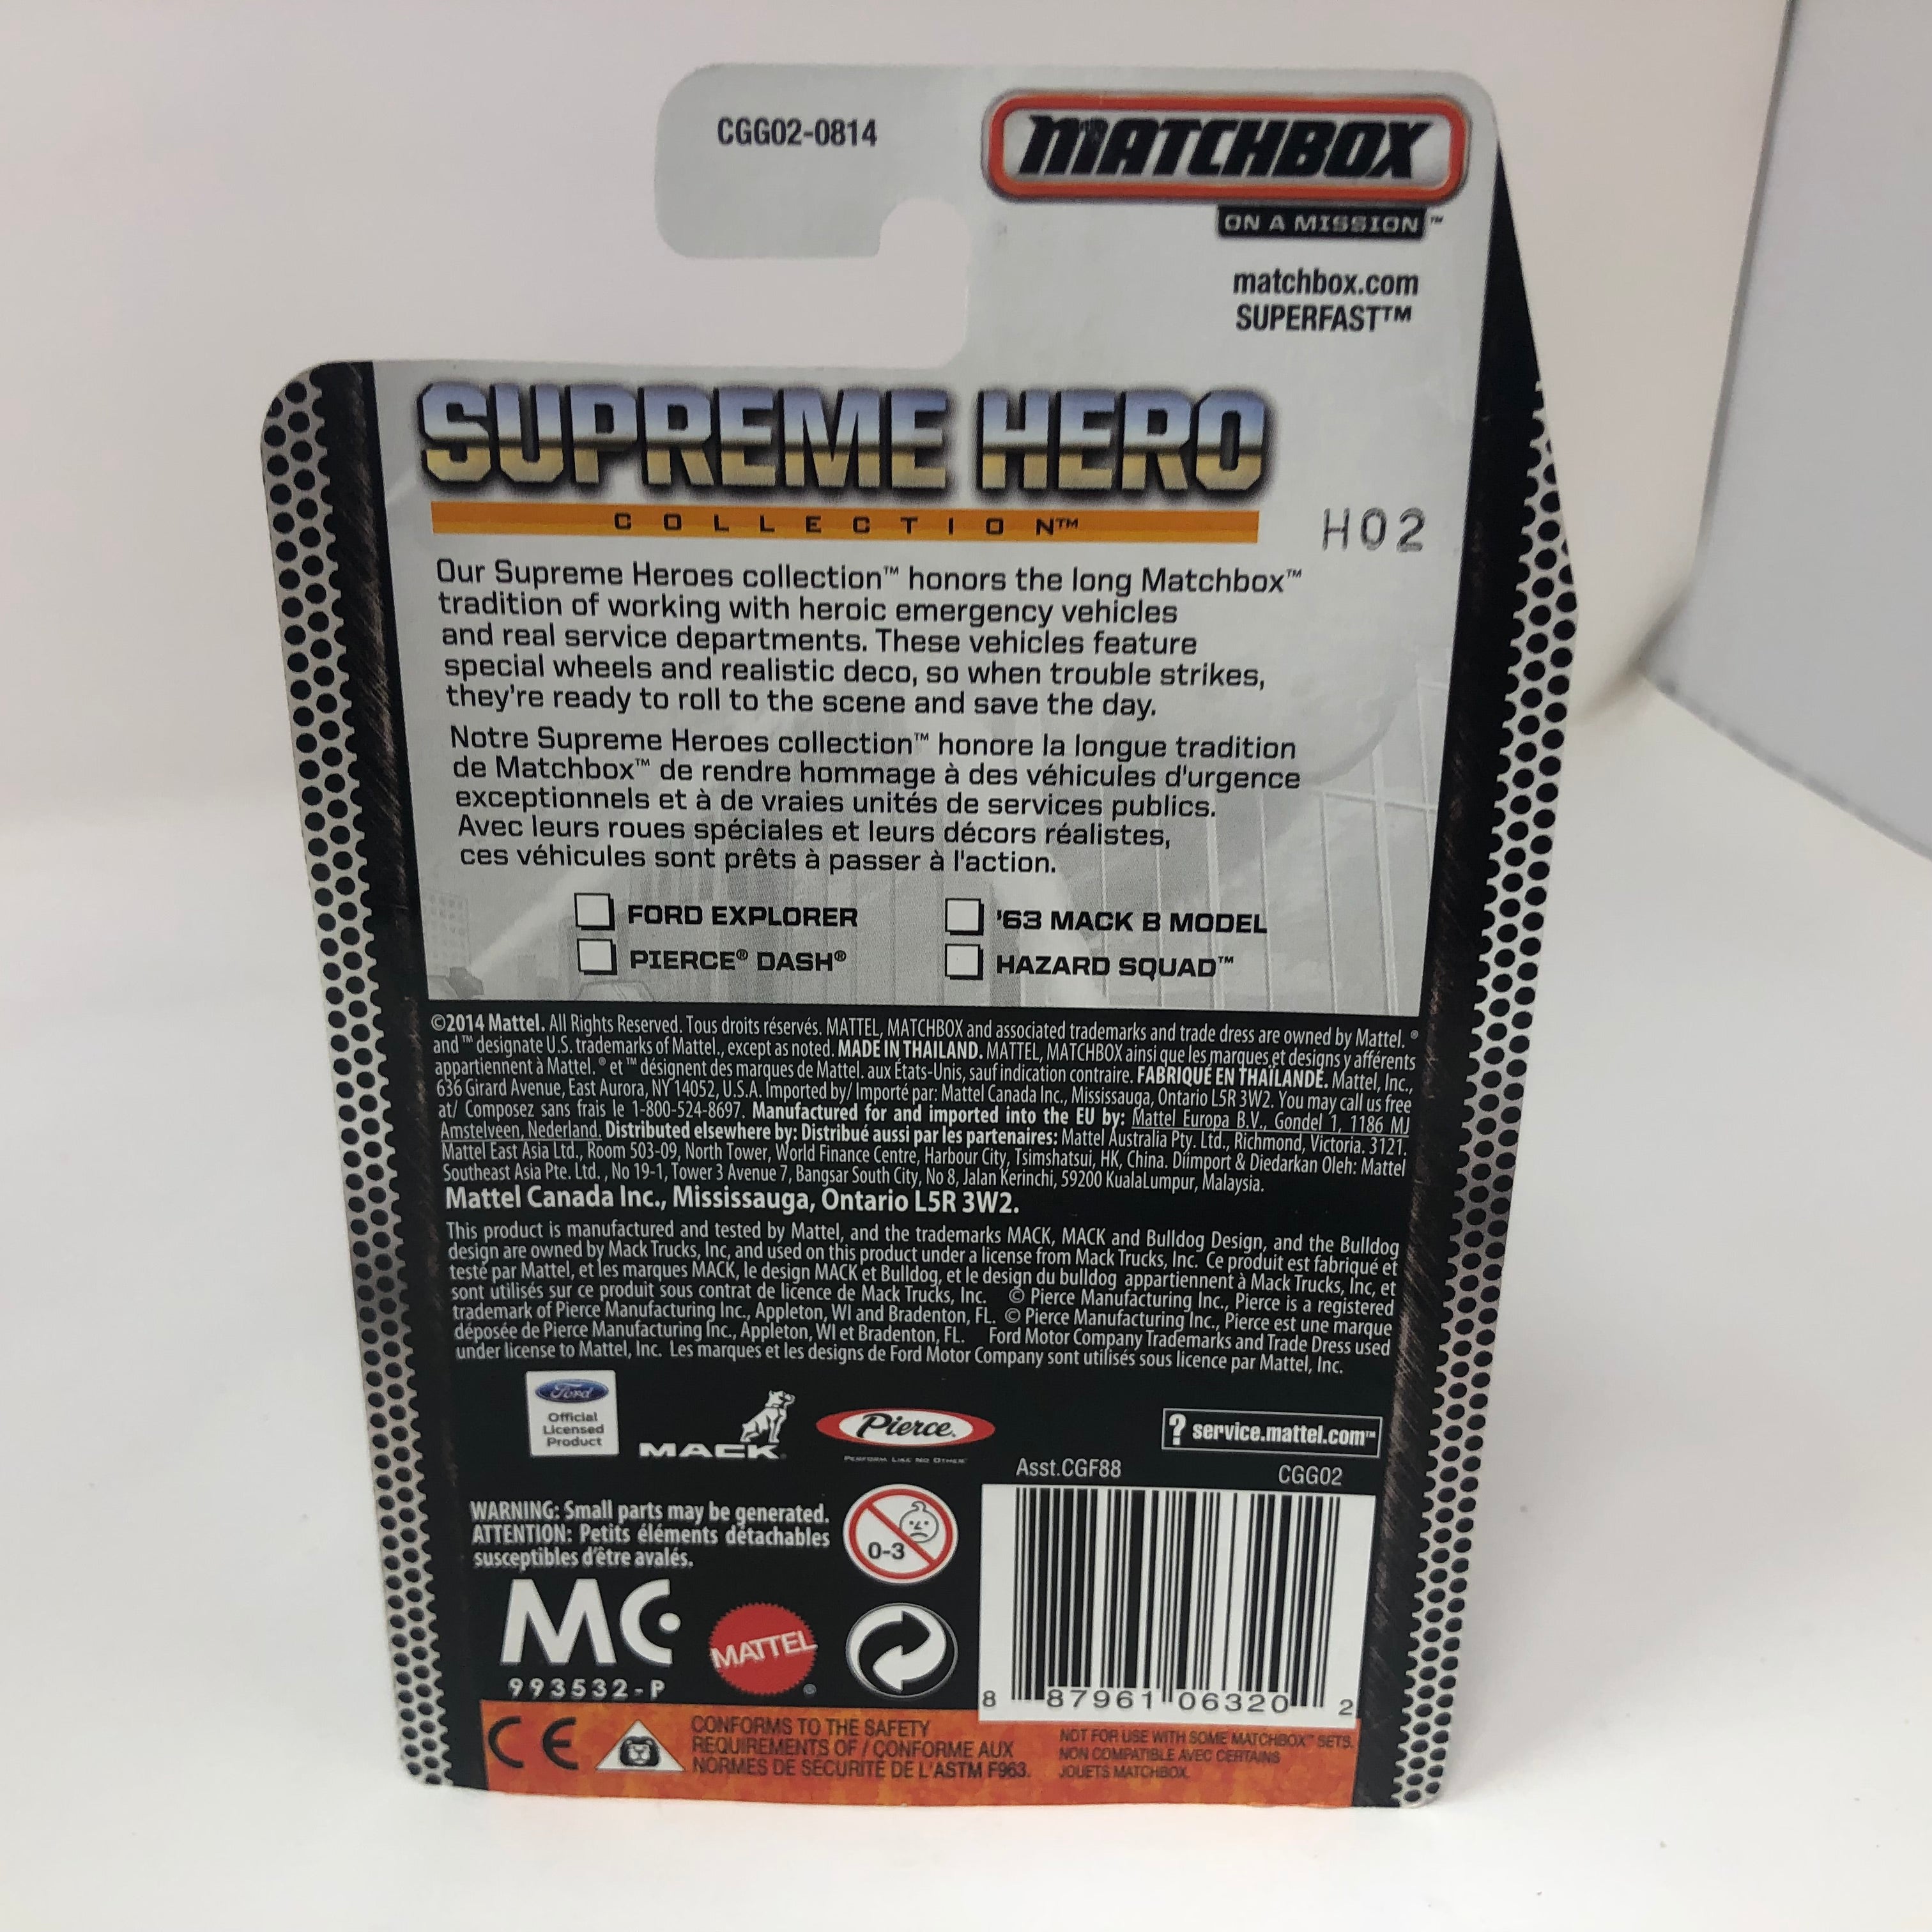 CGG02-0814
MATCHBOX
ON A MISSION™
matchbox.com
SUPERFAST™
SUPREME HERO
COLLECTION™
H02
Our Supreme Heroes collection™ honors the long Matchbox™
tradition of working with heroic emergency vehicles
and real service departments. These vehicles feature
special wheels and realistic deco, so when trouble strikes,
they're ready to roll to the scene and save the day.
Notre Supreme Heroes collection™ honore la longue tradition
de Matchbox™ de rendre hommage à des véhicules d'urgence
exceptionnels et à de vraies unités de services publics.
Avec leurs roues spéciales et leurs décors réalistes,
ces véhicules sont prêts à passer à l'action.
FORD EXPLORER
'63 MACK B MODEL
PIERCE® DASH®
HAZARD SQUAD™
©2014 Mattel. All Rights Reserved. Tous droits réservés. MATTEL, MATCHBOX and associated trademarks and trade dress are owned by Mattel. ®
and ™ designate U.S. trademarks of Mattel., except as noted. MADE IN THAILAND. MATTEL, MATCHBOX ainsi que les marques et designs y afférents
appartiennent à Mattel. ® et ™ désignent des marques de Mattel. aux États-Unis, sauf indication contraire. FABRIQUÉ EN THAÏLANDE. Mattel, Inc.,
636 Girard Avenue, East Aurora, NY 14052, U.S.A. Imported by/ Importé par: Mattel Canada Inc., Mississauga, Ontario L5R 3W2. You may call us free
at/ Composez sans frais le 1-800-524-8697. Manufactured for and imported into the EU by: Mattel Europa B.V., Gondel 1, 1186 MJ
Amstelveen, Nederland. Distributed elsewhere by: Distribué aussi par les partenaires: Mattel Australia Pty. Ltd., Richmond, Victoria. 3121.
Mattel East Asia Ltd., Room 503-09, North Tower, World Finance Centre, Harbour City, Tsimshatsui, HK, China. Diimport & Diedarkan Oleh: Mattel
Southeast Asia Pte. Ltd. , No 19-1, Tower 3 Avenue 7, Bangsar South City, No 8, Jalan Kerinchi, 59200 KualaLumpur, Malaysia.
Mattel Canada Inc., Mississauga, Ontario L5R 3W2.
This product is manufactured and tested by Mattel, and the trademarks MACK, MACK and Bulldog Design, and the Bulldog
design are owned by Mack Trucks, Inc, and used on this product under a license from Mack Trucks, Inc. Ce produit est fabriqué et
testé par Mattel, et les marques MACK, le design MACK et Bulldog, et le design du bulldog appartiennent à Mack Trucks, Inc, et
sont utilisés sur ce produit sous contrat de licence de Mack Trucks, Inc. © Pierce Manufacturing Inc., Pierce is a registered
trademark of Pierce Manufacturing Inc., Appleton, WI and Bradenton, FL. © Pierce Manufacturing Inc., Pierce est une marque
déposée de Pierce Manufacturing Inc., Appleton, WI et Bradenton, FL. Ford Motor Company Trademarks and Trade Dress used
under license to Mattel, Inc. Les marques et les designs de Ford Motor Company sont utilisés sous licence par Mattel, Inc.
Ford
Official
Licensed
Product
MACK
Pierce
PERFORM LIKE NO OTHER
? service.mattel.com™
Asst.CGF88
CGG02
WARNING: Small parts may be generated.
ATTENTION: Petits éléments détachables
susceptibles d'être avalés.
0-3
MC
993532-P
MATTEL®
8 87961 06320 2
CE
CONFORMS TO THE SAFETY
REQUIREMENTS OF / CONFORME AUX
NORMES DE SÉCURITÉ DE L'ASTM F963.
NOT FOR USE WITH SOME MATCHBOX™ SETS.
NON COMPATIBLE AVEC CERTAINS
JOUETS MATCHBOX.